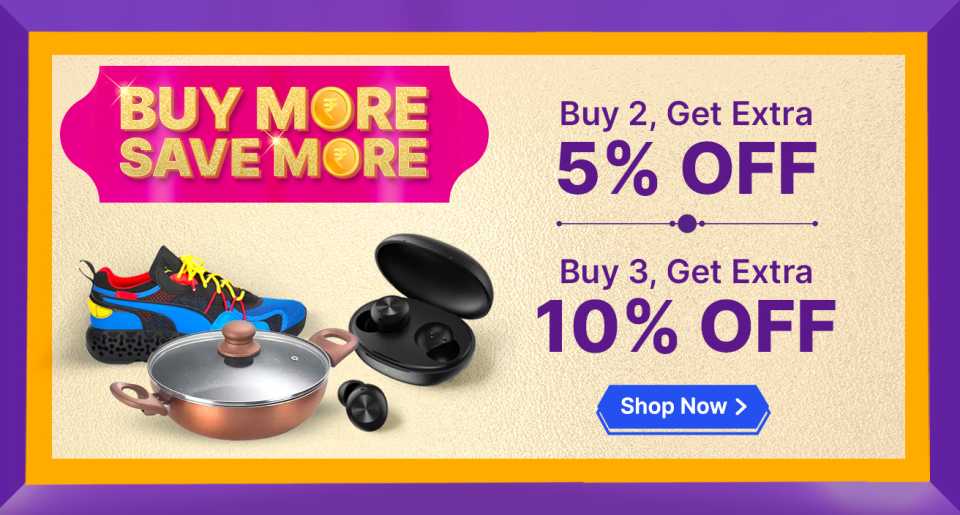 BUY MORE
SAVE MORE
Buy 2, Get Extra
5% OFF
Buy 3, Get Extra
10% OFF
Shop Now >